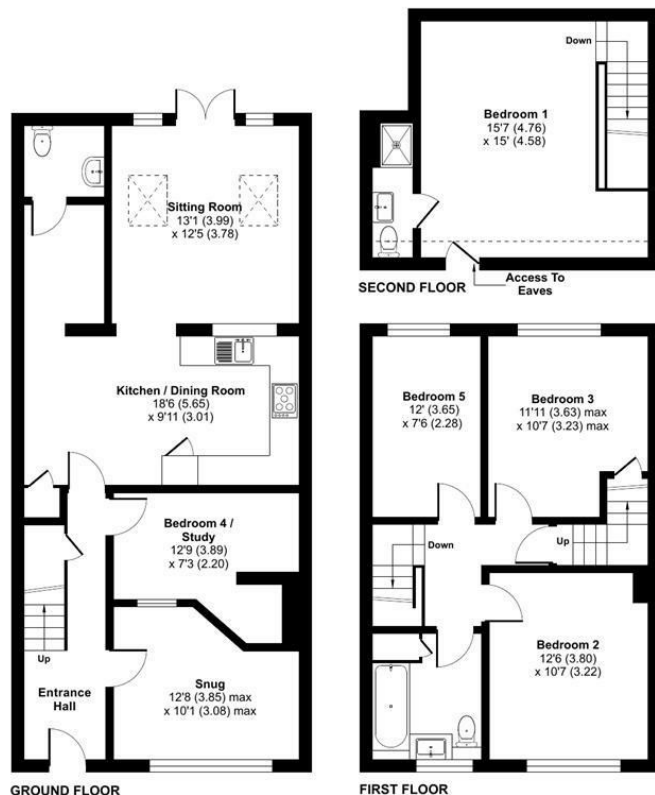 Sitting Room
13'1 (3.99)
x 12'5 (3.78)
Kitchen / Dining Room
18'6 (5.65)
x 9'11 (3.01)
Bedroom 4 /
Study
12'9 (3.89)
x 7'3 (2.20)
Up
Entrance
Hall
Snug
12'8 (3.85) max
x 10'1 (3.08) max
GROUND FLOOR
Down
Bedroom 1
15'7 (4.76)
x 15' (4.58)
Access To
Eaves
SECOND FLOOR
Bedroom 5
12' (3.65)
x 7'6 (2.28)
Bedroom 3
11'11 (3.63) max
x 10'7 (3.23) max
Down
Up
Bedroom 2
12'6 (3.80)
x 10'7 (3.22)
FIRST FLOOR